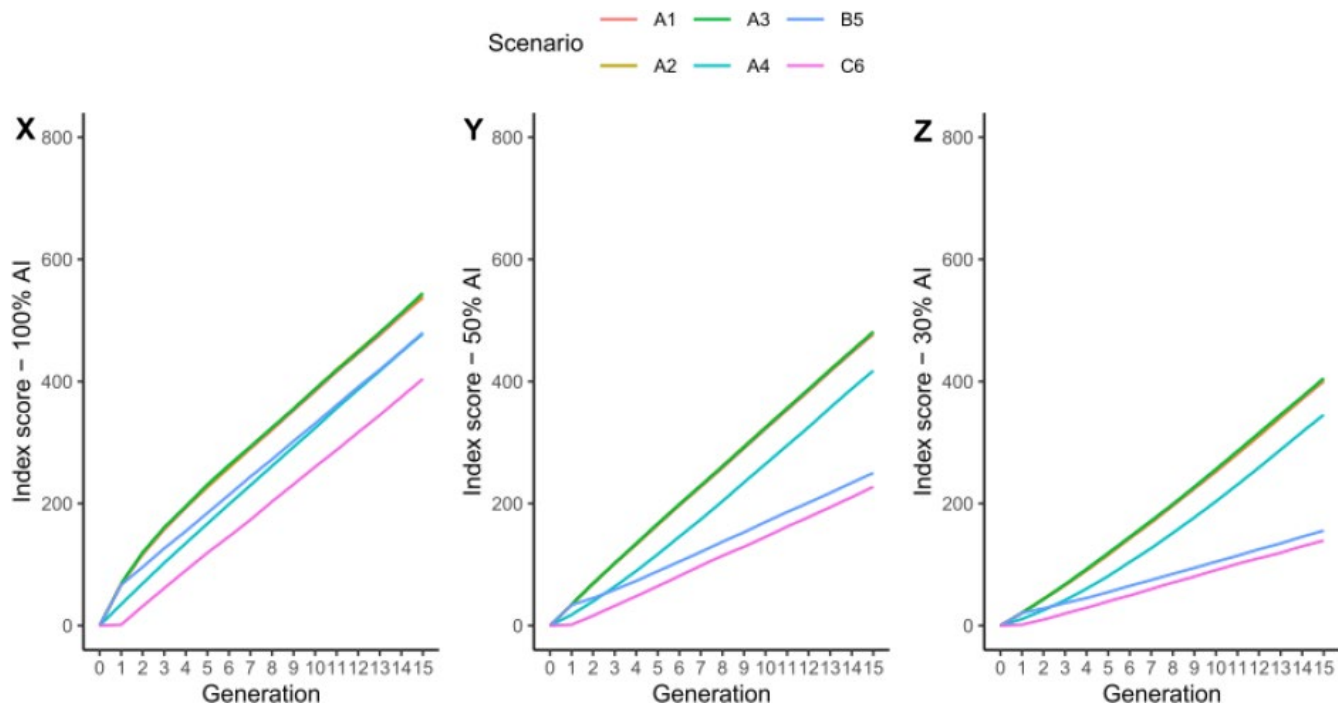 Scenario
A1 A3 B5
A2 A4 C6
X
800
600
400
200
0
Index score – 100% AI
0 1 2 3 4 5 6 7 8 9 10 11 12 13 14 15
Generation
Y
800
600
400
200
0
Index score – 50% AI
0 1 2 3 4 5 6 7 8 9 10 11 12 13 14 15
Generation
Z
800
600
400
200
0
Index score – 30% AI
0 1 2 3 4 5 6 7 8 9 10 11 12 13 14 15
Generation